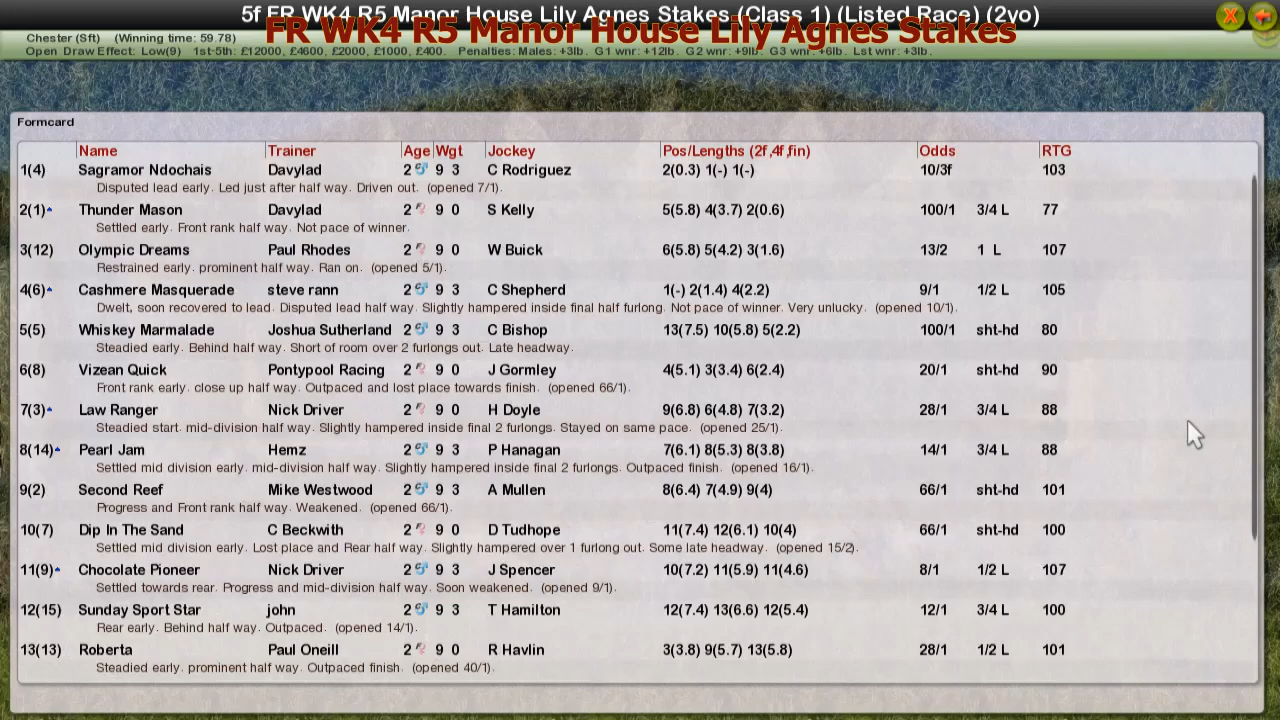 5f FR WK4 R5 Manor House Lily Agnes Stakes (Class 1) (Listed Race) (2yo)
FR WK4 R5 Manor House Lily Agnes Stakes
Chester (Sft) (Winning time: 59.78)
Open Draw Effect: Low(9) 1st-5th: £12000, £4600, £2000, £1000, £400. Penalties: Males: +3lb. G1 wnr: +12lb. G2 wnr: +9lb. G3 wnr: +6lb. Lst wnr: +3lb.
Formcard
Name Trainer Age Wgt Jockey Pos/Lengths (2f,4f,fin) Odds RTG
1(4) Sagramor Ndochais Davylad 2 9 3 C Rodriguez 2(0.3) 1(-) 1(-) 10/3f 103
Disputed lead early. Led just after half way. Driven out. (opened 7/1).
2(1) Thunder Mason Davylad 2 9 0 S Kelly 5(5.8) 4(3.7) 2(0.6) 100/1 3/4 L 77
Settled early. Front rank half way. Not pace of winner.
3(12) Olympic Dreams Paul Rhodes 2 9 0 W Buick 6(5.8) 5(4.2) 3(1.6) 13/2 1 L 107
Restrained early. prominent half way. Ran on. (opened 5/1).
4(6) Cashmere Masquerade steve rann 2 9 3 C Shepherd 1(-) 2(1.4) 4(2.2) 9/1 1/2 L 105
Dwelt, soon recovered to lead. Disputed lead half way. Slightly hampered inside final half furlong. Not pace of winner. Very unlucky. (opened 10/1).
5(5) Whiskey Marmalade Joshua Sutherland 2 9 3 C Bishop 13(7.5) 10(5.8) 5(2.2) 100/1 sht-hd 80
Steadied early. Behind half way. Short of room over 2 furlongs out. Late headway.
6(8) Vizean Quick Pontypool Racing 2 9 0 J Gormley 4(5.1) 3(3.4) 6(2.4) 20/1 sht-hd 90
Front rank early. close up half way. Outpaced and lost place towards finish. (opened 66/1).
7(3) Law Ranger Nick Driver 2 9 0 H Doyle 9(6.8) 6(4.8) 7(3.2) 28/1 3/4 L 88
Steadied start. mid-division half way. Slightly hampered inside final 2 furlongs. Stayed on same pace. (opened 25/1).
8(14) Pearl Jam Hemz 2 9 3 P Hanagan 7(6.1) 8(5.3) 8(3.8) 14/1 3/4 L 88
Settled mid division early. mid-division half way. Slightly hampered inside final 2 furlongs. Outpaced finish. (opened 16/1).
9(2) Second Reef Mike Westwood 2 9 3 A Mullen 8(6.4) 7(4.9) 9(4) 66/1 sht-hd 101
Progress and Front rank half way. Weakened. (opened 66/1).
10(7) Dip In The Sand C Beckwith 2 9 0 D Tudhope 11(7.4) 12(6.1) 10(4) 66/1 sht-hd 100
Settled mid division early. Lost place and Rear half way. Slightly hampered over 1 furlong out. Some late headway. (opened 15/2).
11(9) Chocolate Pioneer Nick Driver 2 9 3 J Spencer 10(7.2) 11(5.9) 11(4.6) 8/1 1/2 L 107
Settled towards rear. Progress and mid-division half way. Soon weakened. (opened 9/1).
12(15) Sunday Sport Star john 2 9 3 T Hamilton 12(7.4) 13(6.6) 12(5.4) 12/1 3/4 L 100
Rear early. Behind half way. Outpaced. (opened 14/1).
13(13) Roberta Paul Oneill 2 9 0 R Havlin 3(3.8) 9(5.7) 13(5.8) 28/1 1/2 L 101
Steadied early. prominent half way. Outpaced finish. (opened 40/1).